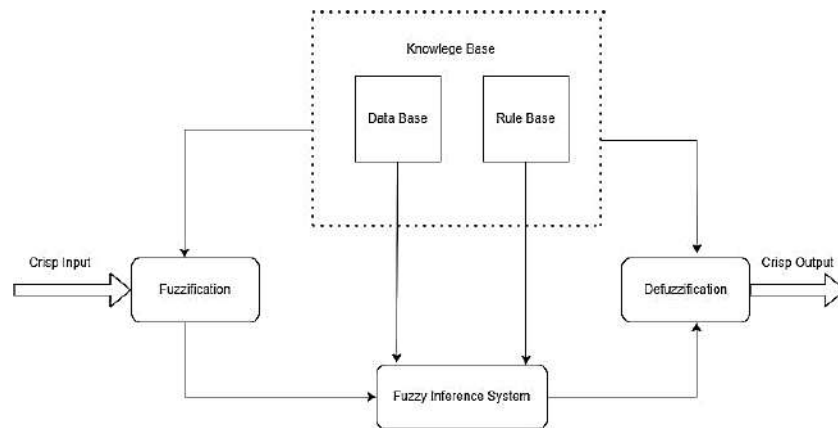 Knowlege Base
Data Base
Rule Base
Crisp Input
Fuzzification
Defuzzification
Crisp Output
Fuzzy Inference System